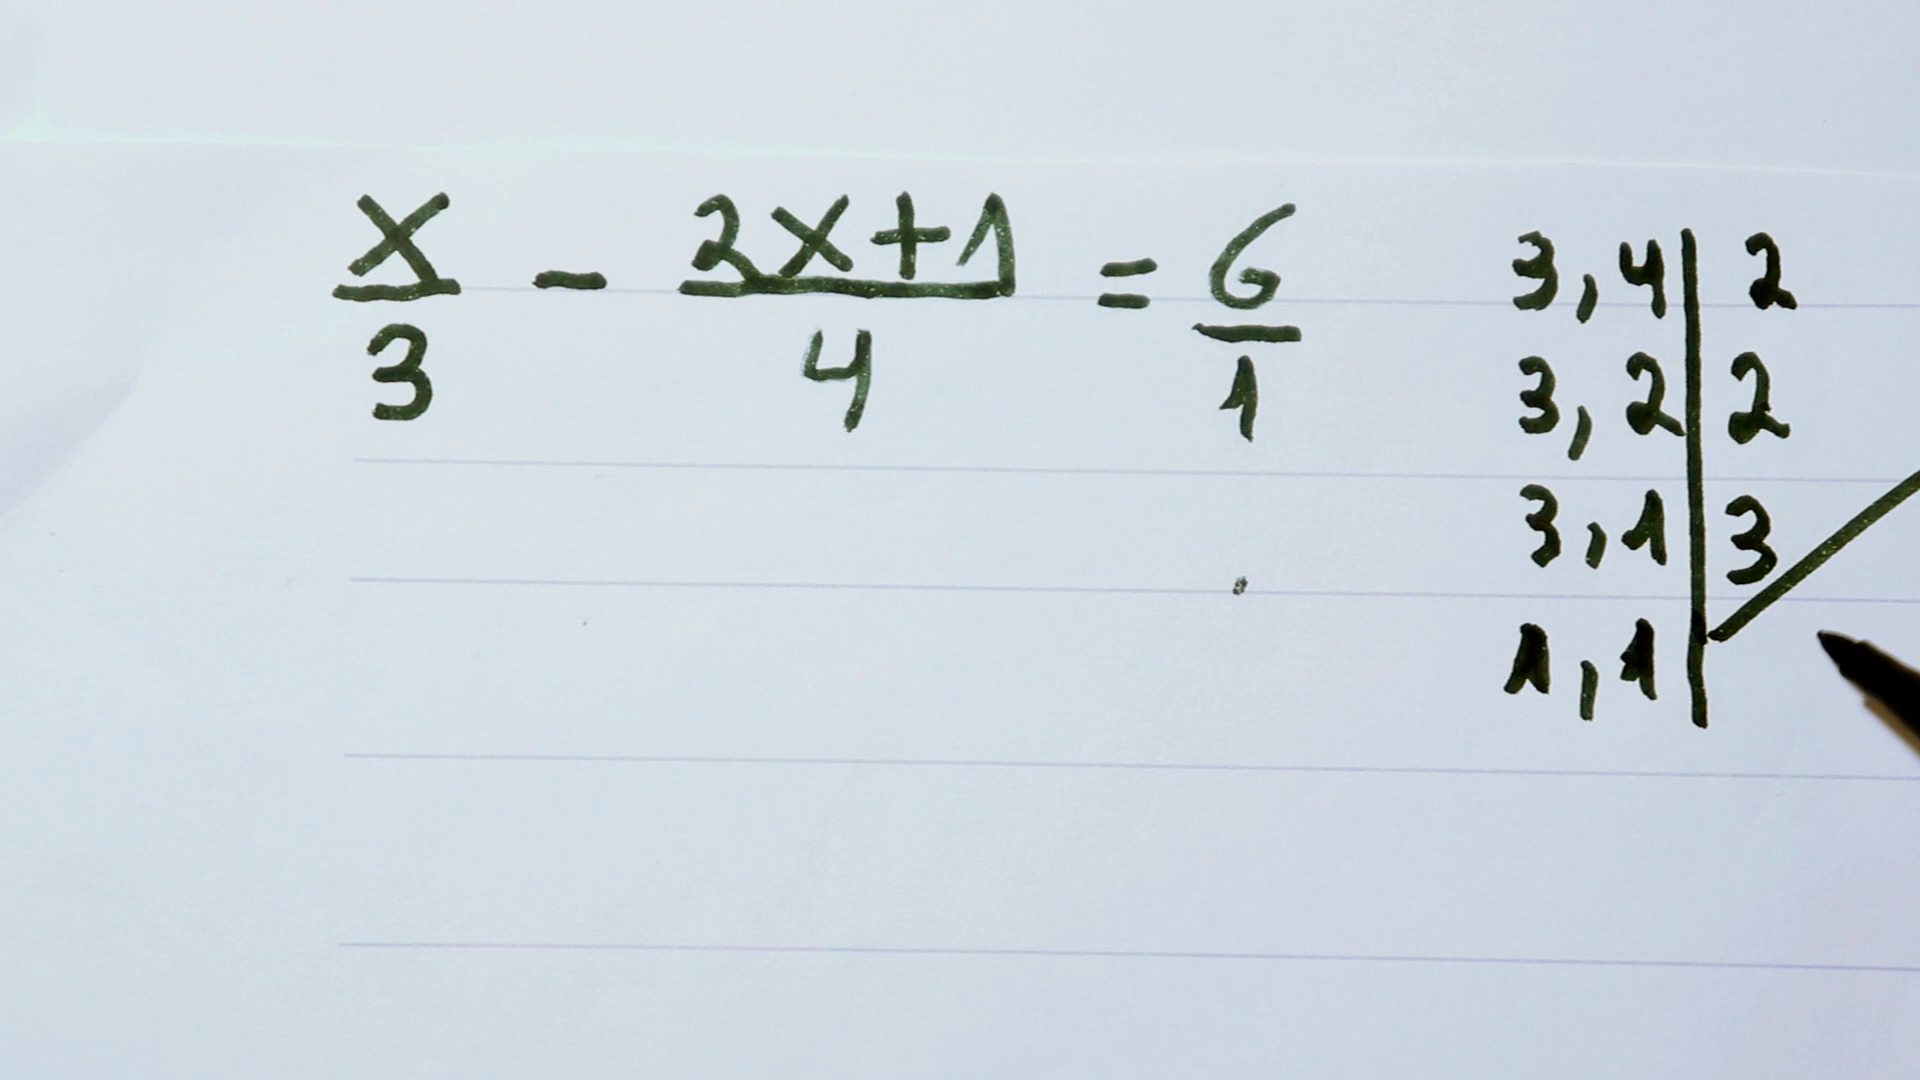 x/3 - 2x+1/4 = 6/1
3,4 | 2
3,2 | 2
3,1 | 3
1,1 |